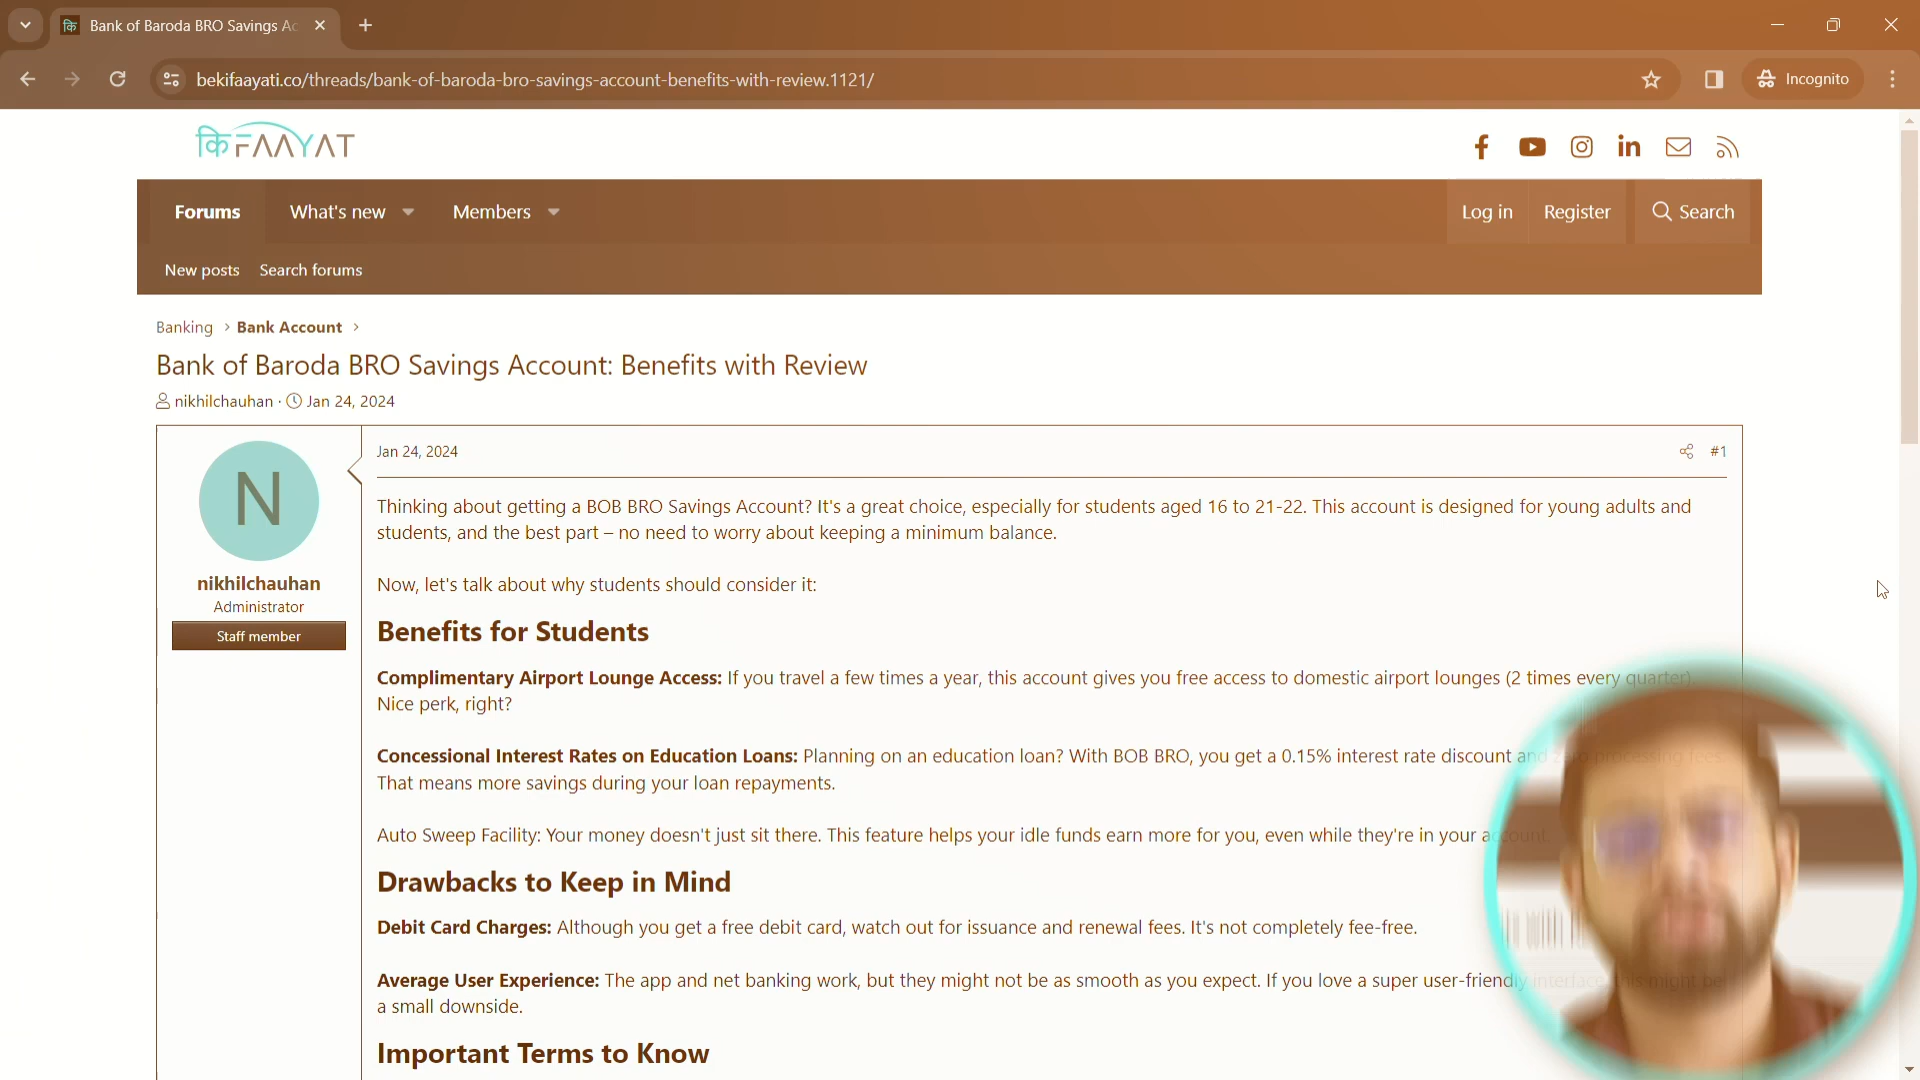 Bank of Baroda BRO Savings Ac
bekifaayati.co/threads/bank-of-baroda-bro-savings-account-benefits-with-review.1121/
Incognito
किFAAYAT
Forums What's new Members Log in Register Search
New posts Search forums
Banking > Bank Account >
Bank of Baroda BRO Savings Account: Benefits with Review
nikhilchauhan · Jan 24, 2024
N
nikhilchauhan
Administrator
Staff member
Jan 24, 2024 #1
Thinking about getting a BOB BRO Savings Account? It's a great choice, especially for students aged 16 to 21-22. This account is designed for young adults and
students, and the best part – no need to worry about keeping a minimum balance.
Now, let's talk about why students should consider it:
Benefits for Students
Complimentary Airport Lounge Access: If you travel a few times a year, this account gives you free access to domestic airport lounges (2 times every quarter).
Nice perk, right?
Concessional Interest Rates on Education Loans: Planning on an education loan? With BOB BRO, you get a 0.15% interest rate discount and zero processing fees.
That means more savings during your loan repayments.
Auto Sweep Facility: Your money doesn't just sit there. This feature helps your idle funds earn more for you, even while they're in your account.
Drawbacks to Keep in Mind
Debit Card Charges: Although you get a free debit card, watch out for issuance and renewal fees. It's not completely fee-free.
Average User Experience: The app and net banking work, but they might not be as smooth as you expect. If you love a super user-friendly interface, this might be
a small downside.
Important Terms to Know